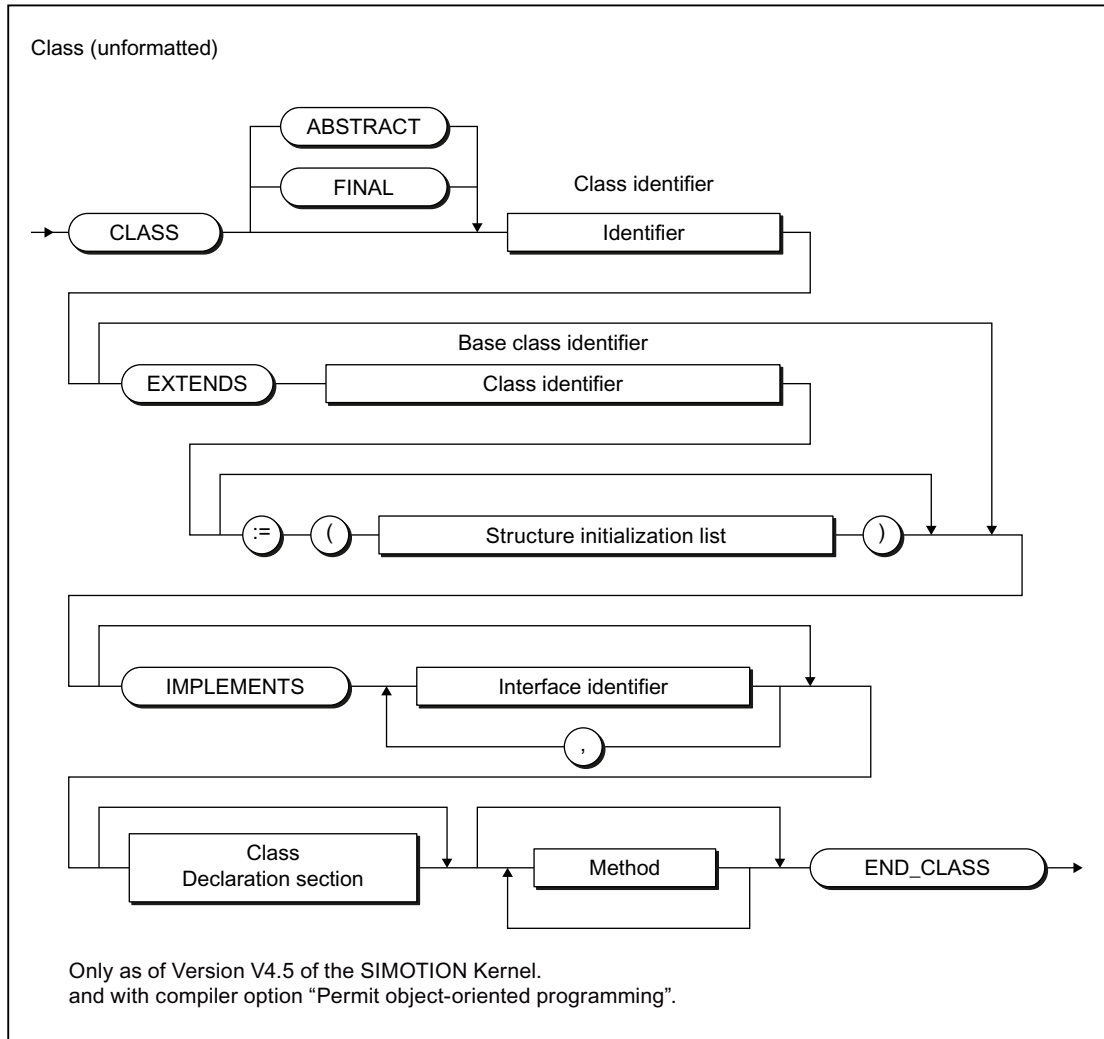 Class (unformatted)
ABSTRACT
FINAL
Class identifier
CLASS
Identifier
Base class identifier
EXTENDS
Class identifier
:=
(
Structure initialization list
)
IMPLEMENTS
Interface identifier
,
Class
Declaration section
Method
END_CLASS
Only as of Version V4.5 of the SIMOTION Kernel.
and with compiler option “Permit object-oriented programming”.